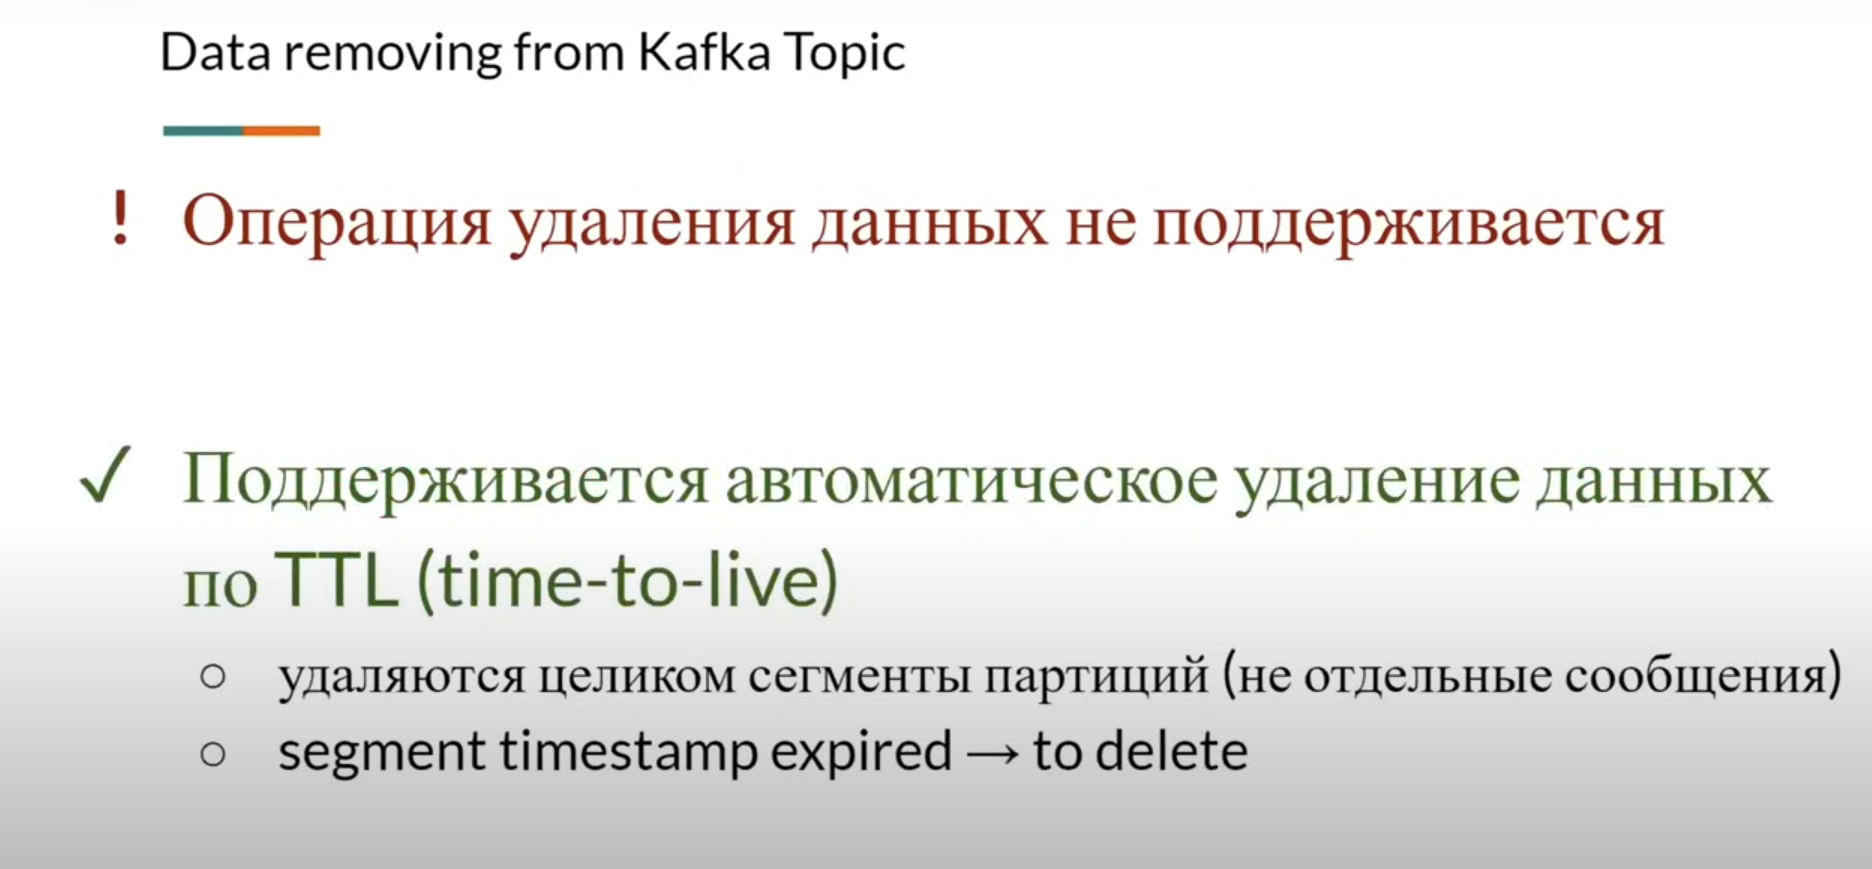 Data removing from Kafka Topic
! Операция удаления данных не поддерживается
✓ Поддерживается автоматическое удаление данных
по TTL (time-to-live)
○ удаляются целиком сегменты партиций (не отдельные сообщения)
○ segment timestamp expired → to delete